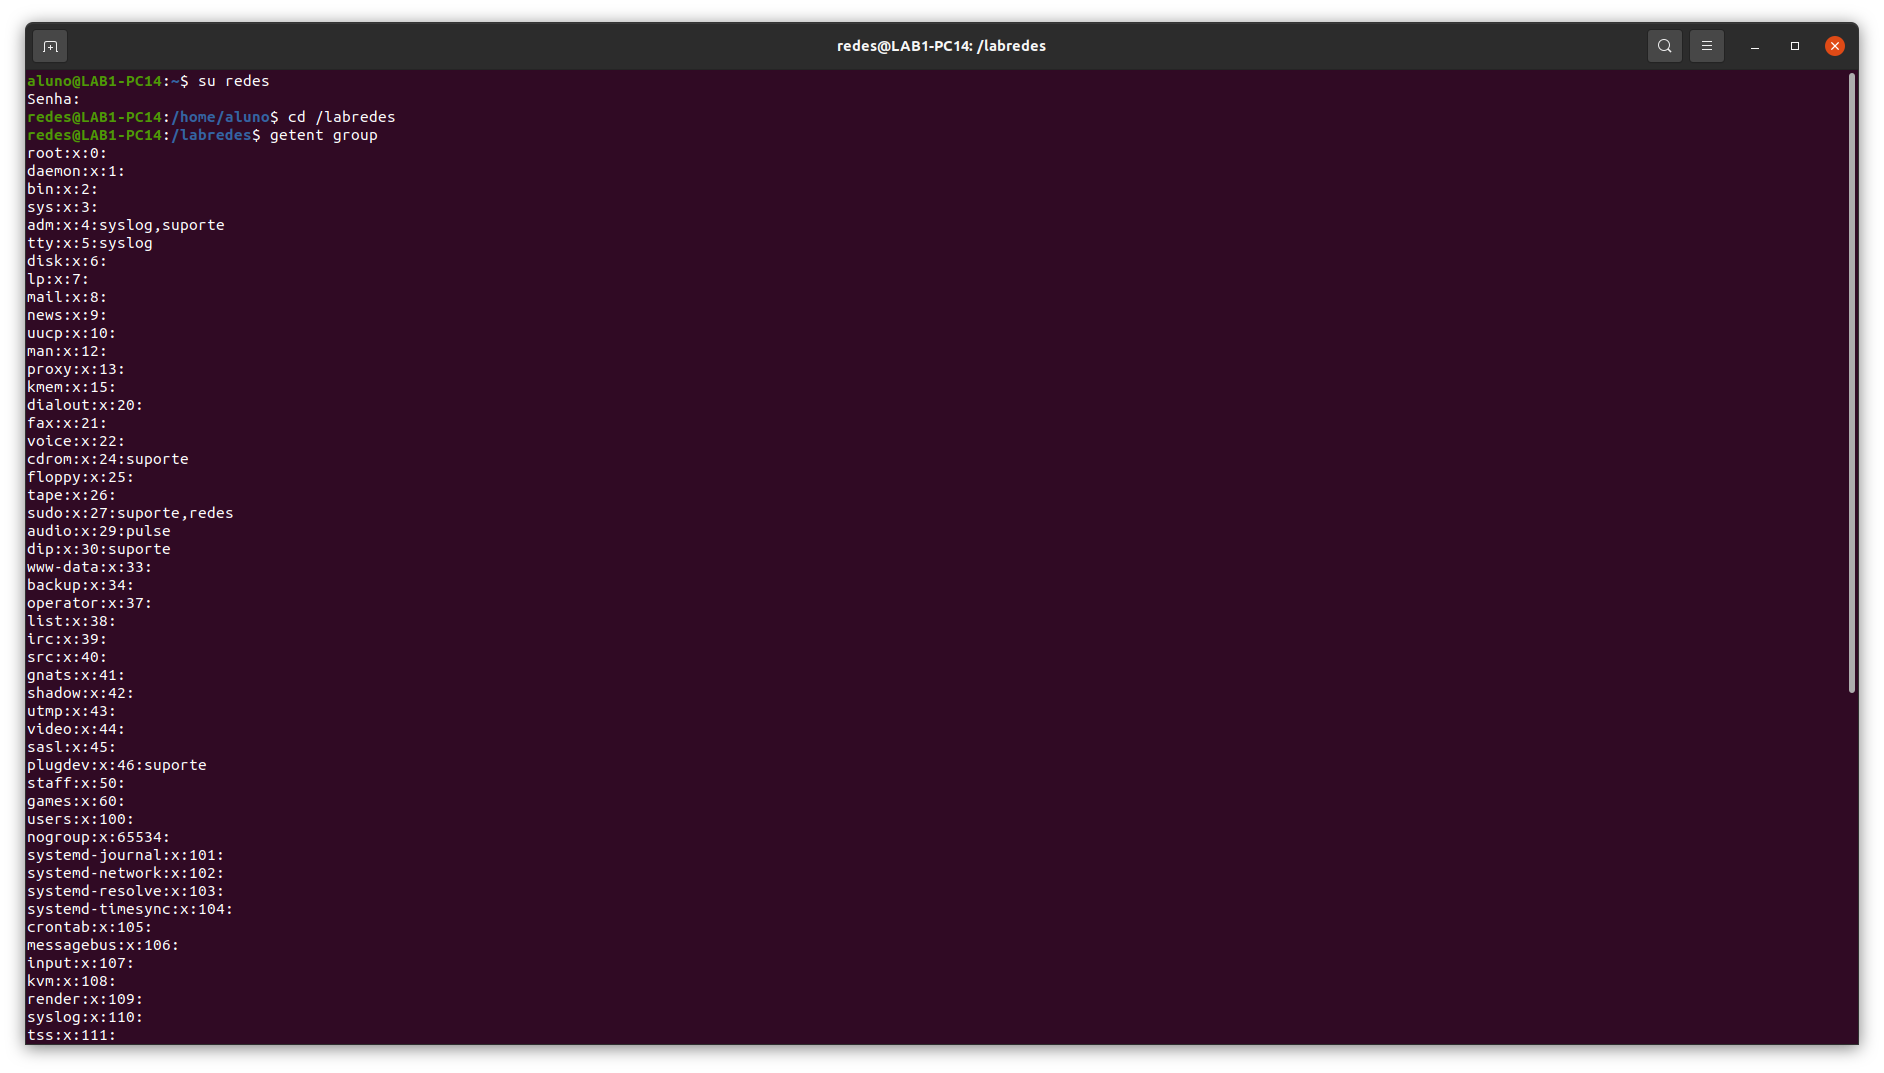 redes@LAB1-PC14: /labredes
aluno@LAB1-PC14:~$ su redes
Senha:
redes@LAB1-PC14:/home/aluno$ cd /labredes
redes@LAB1-PC14:/labredes$ getent group
root:x:0:
daemon:x:1:
bin:x:2:
sys:x:3:
adm:x:4:syslog,suporte
tty:x:5:syslog
disk:x:6:
lp:x:7:
mail:x:8:
news:x:9:
uucp:x:10:
man:x:12:
proxy:x:13:
kmem:x:15:
dialout:x:20:
fax:x:21:
voice:x:22:
cdrom:x:24:suporte
floppy:x:25:
tape:x:26:
sudo:x:27:suporte,redes
audio:x:29:pulse
dip:x:30:suporte
www-data:x:33:
backup:x:34:
operator:x:37:
list:x:38:
irc:x:39:
src:x:40:
gnats:x:41:
shadow:x:42:
utmp:x:43:
video:x:44:
sasl:x:45:
plugdev:x:46:suporte
staff:x:50:
games:x:60:
users:x:100:
nogroup:x:65534:
systemd-journal:x:101:
systemd-network:x:102:
systemd-resolve:x:103:
systemd-timesync:x:104:
crontab:x:105:
messagebus:x:106:
input:x:107:
kvm:x:108:
render:x:109:
syslog:x:110:
tss:x:111: